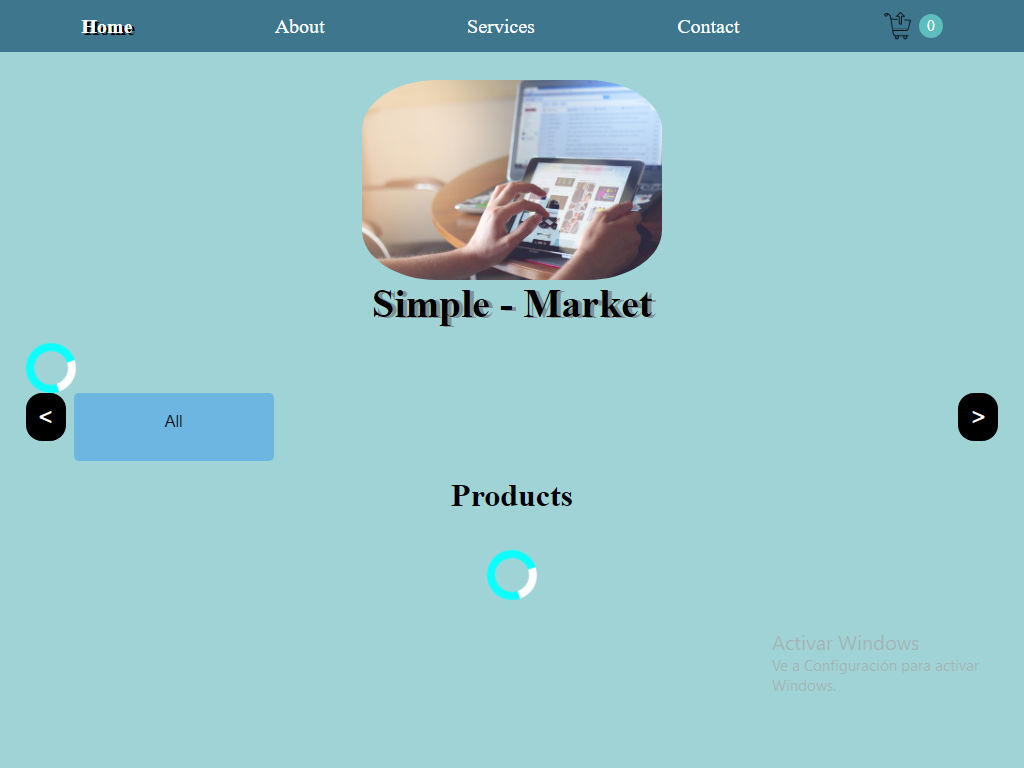 Home About Services Contact 0
Simple - Market
< All >
Products
Activar Windows
Ve a Configuración para activar
Windows.